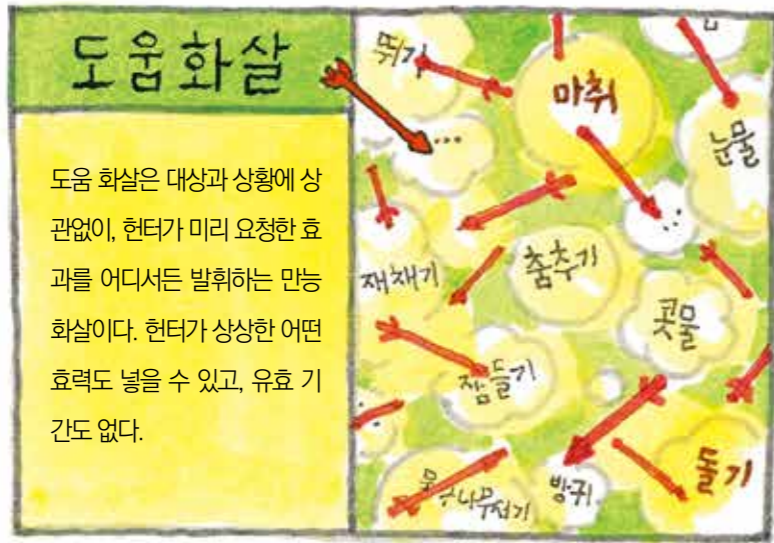 도움화살
도움 화살은 대상과 상황에 상
관없이, 헌터가 미리 요청한 효
과를 어디서든 발휘하는 만능
화살이다. 헌터가 상상한 어떤
효력도 넣을 수 있고, 유효 기
간도 없다.
뛰기
마취
눈물
...
재채기
춤추기
콧물
잠들기
방귀
돌기